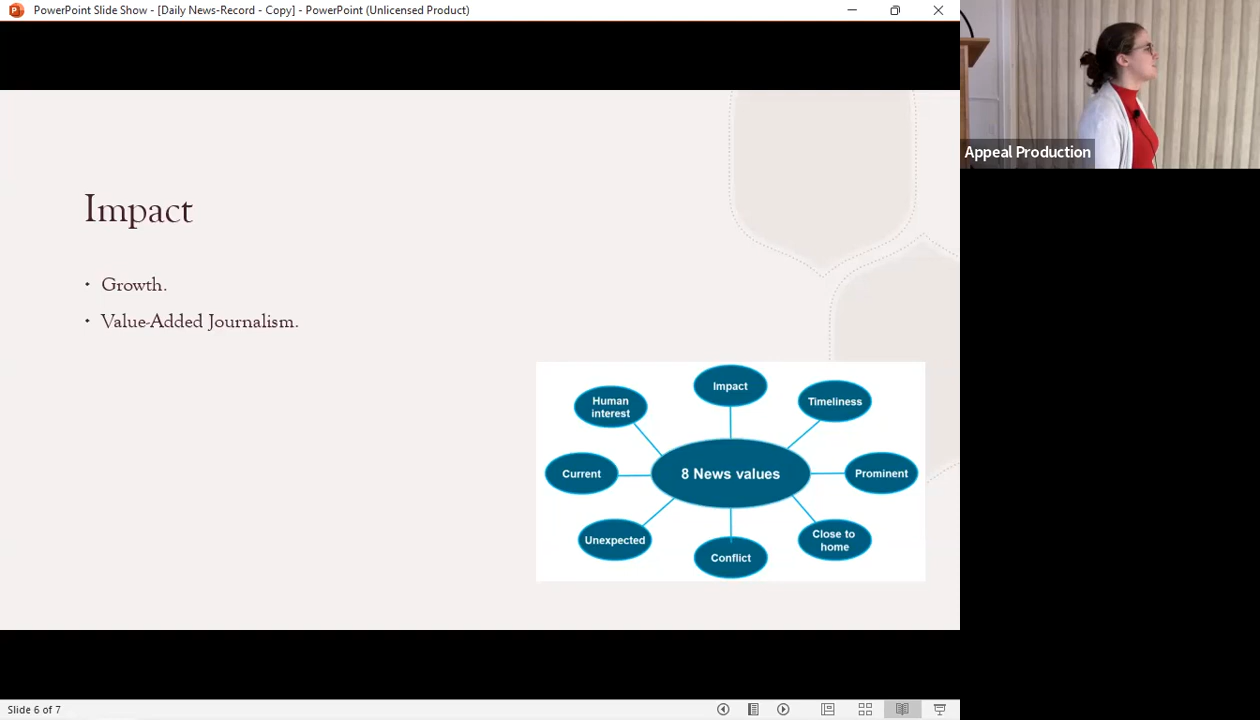 PowerPoint Slide Show - [Daily News-Record - Copy] - PowerPoint (Unlicensed Product)
Appeal Production
Impact
• Growth.
• Value-Added Journalism.
Impact
Human
interest
Timeliness
Current
8 News values
Prominent
Unexpected
Close to
home
Conflict
Slide 6 of 7